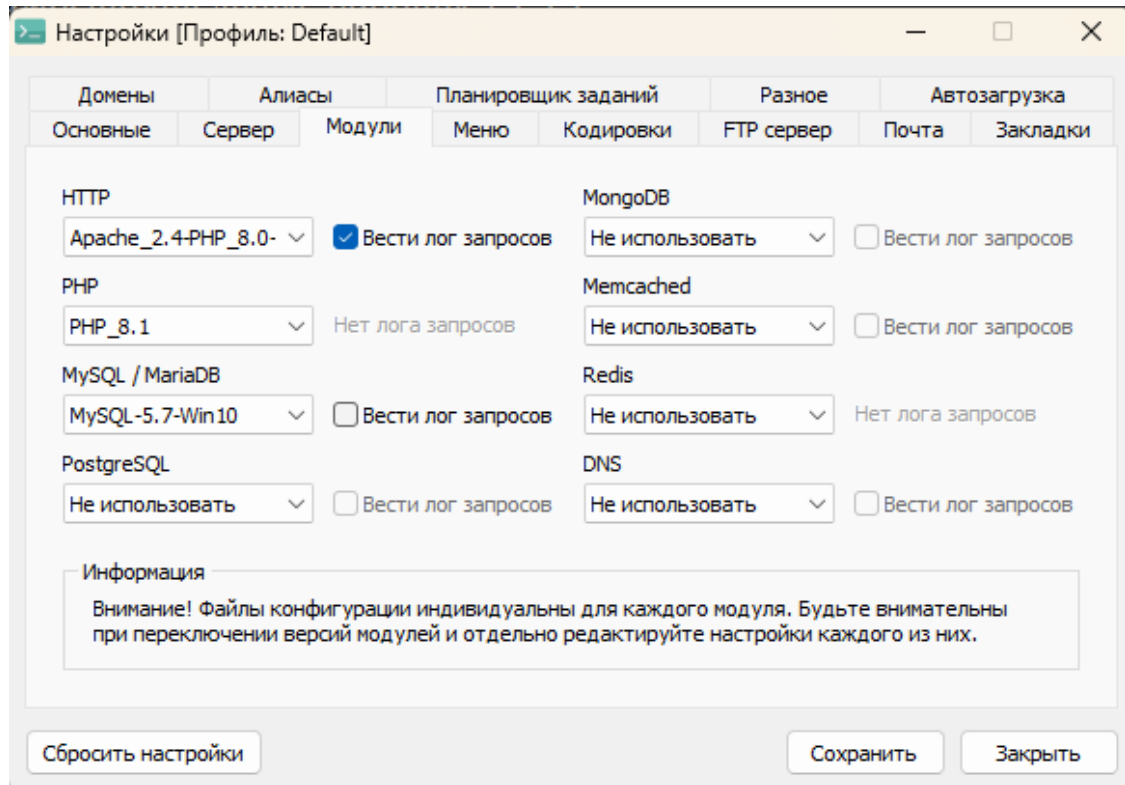 Настройки [Профиль: Default]
Домены Алиасы Планировщик заданий Разное Автозагрузка
Основные Сервер Модули Меню Кодировки FTP сервер Почта Закладки
HTTP MongoDB
Apache_2.4-PHP_8.0- Вести лог запросов Не использовать Вести лог запросов
PHP Memcached
PHP_8.1 Нет лога запросов Не использовать Вести лог запросов
MySQL / MariaDB Redis
MySQL-5.7-Win10 Вести лог запросов Не использовать Нет лога запросов
PostgreSQL DNS
Не использовать Вести лог запросов Не использовать Вести лог запросов
Информация
Внимание! Файлы конфигурации индивидуальны для каждого модуля. Будьте внимательны
при переключении версий модулей и отдельно редактируйте настройки каждого из них.
Сбросить настройки Сохранить Закрыть